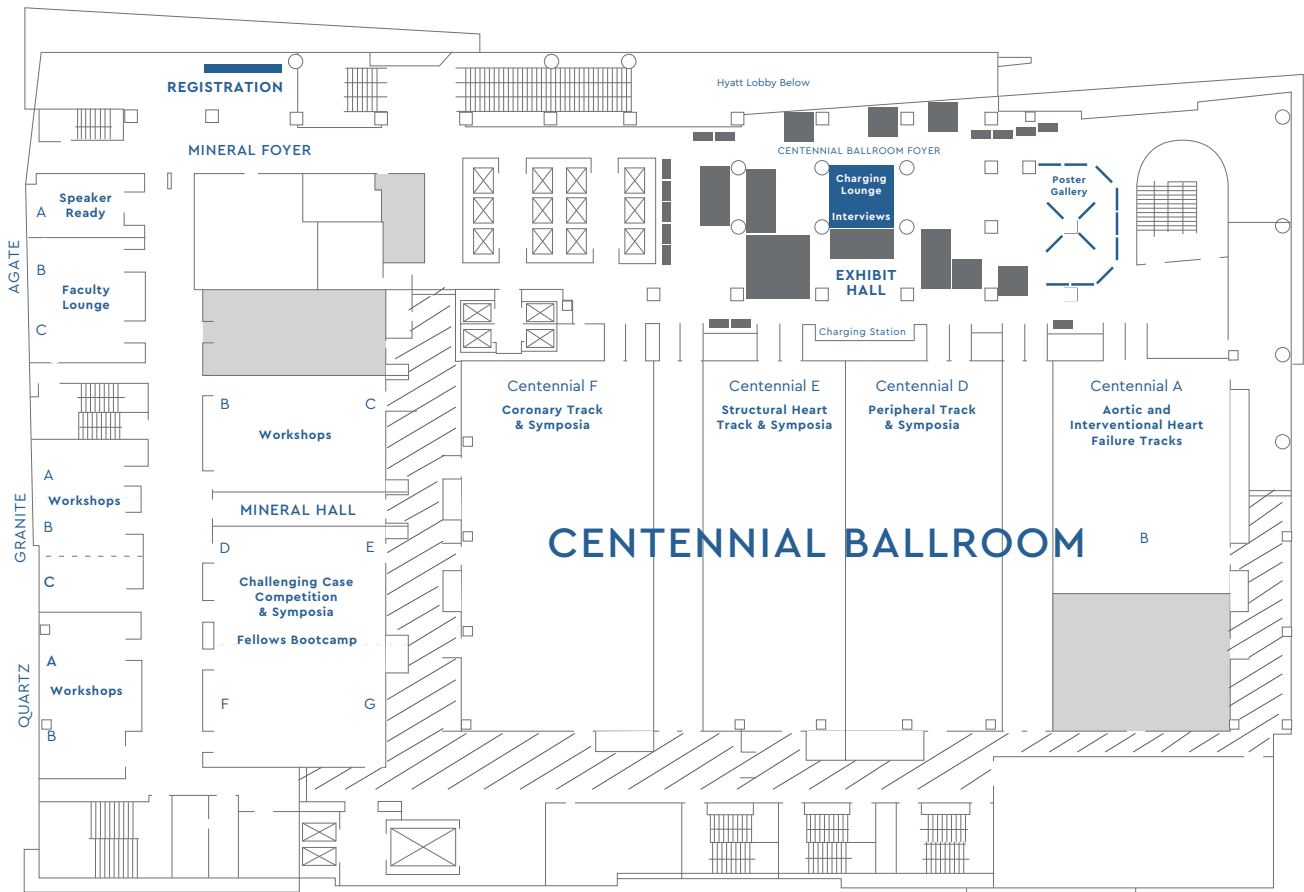 Hyatt Lobby Below
REGISTRATION
MINERAL FOYER
CENTENNIAL BALLROOM FOYER
Charging
Lounge
Interviews
Poster
Gallery
EXHIBIT
HALL
Charging Station
AGATE
A
Speaker
Ready
B
Faculty
Lounge
C
B
C
Workshops
MINERAL HALL
D
E
Challenging Case
Competition
& Symposia
Fellows Bootcamp
F
G
GRANITE
A
Workshops
B
C
QUARTZ
A
Workshops
B
Centennial F
Coronary Track
& Symposia
Centennial E
Structural Heart
Track & Symposia
Centennial D
Peripheral Track
& Symposia
Centennial A
Aortic and
Interventional Heart
Failure Tracks
CENTENNIAL BALLROOM
B